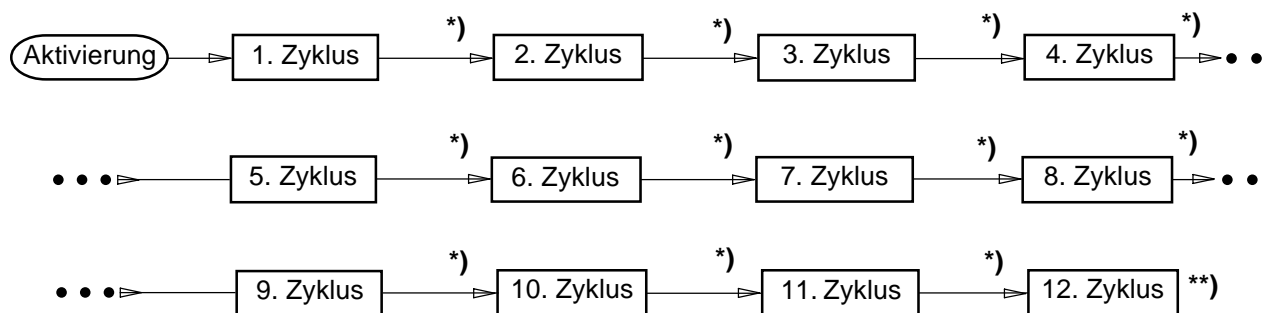 Aktivierung 1. Zyklus *) 2. Zyklus *) 3. Zyklus *) 4. Zyklus *)
5. Zyklus *) 6. Zyklus *) 7. Zyklus *) 8. Zyklus *)
9. Zyklus *) 10. Zyklus *) 11. Zyklus *) 12. Zyklus **)